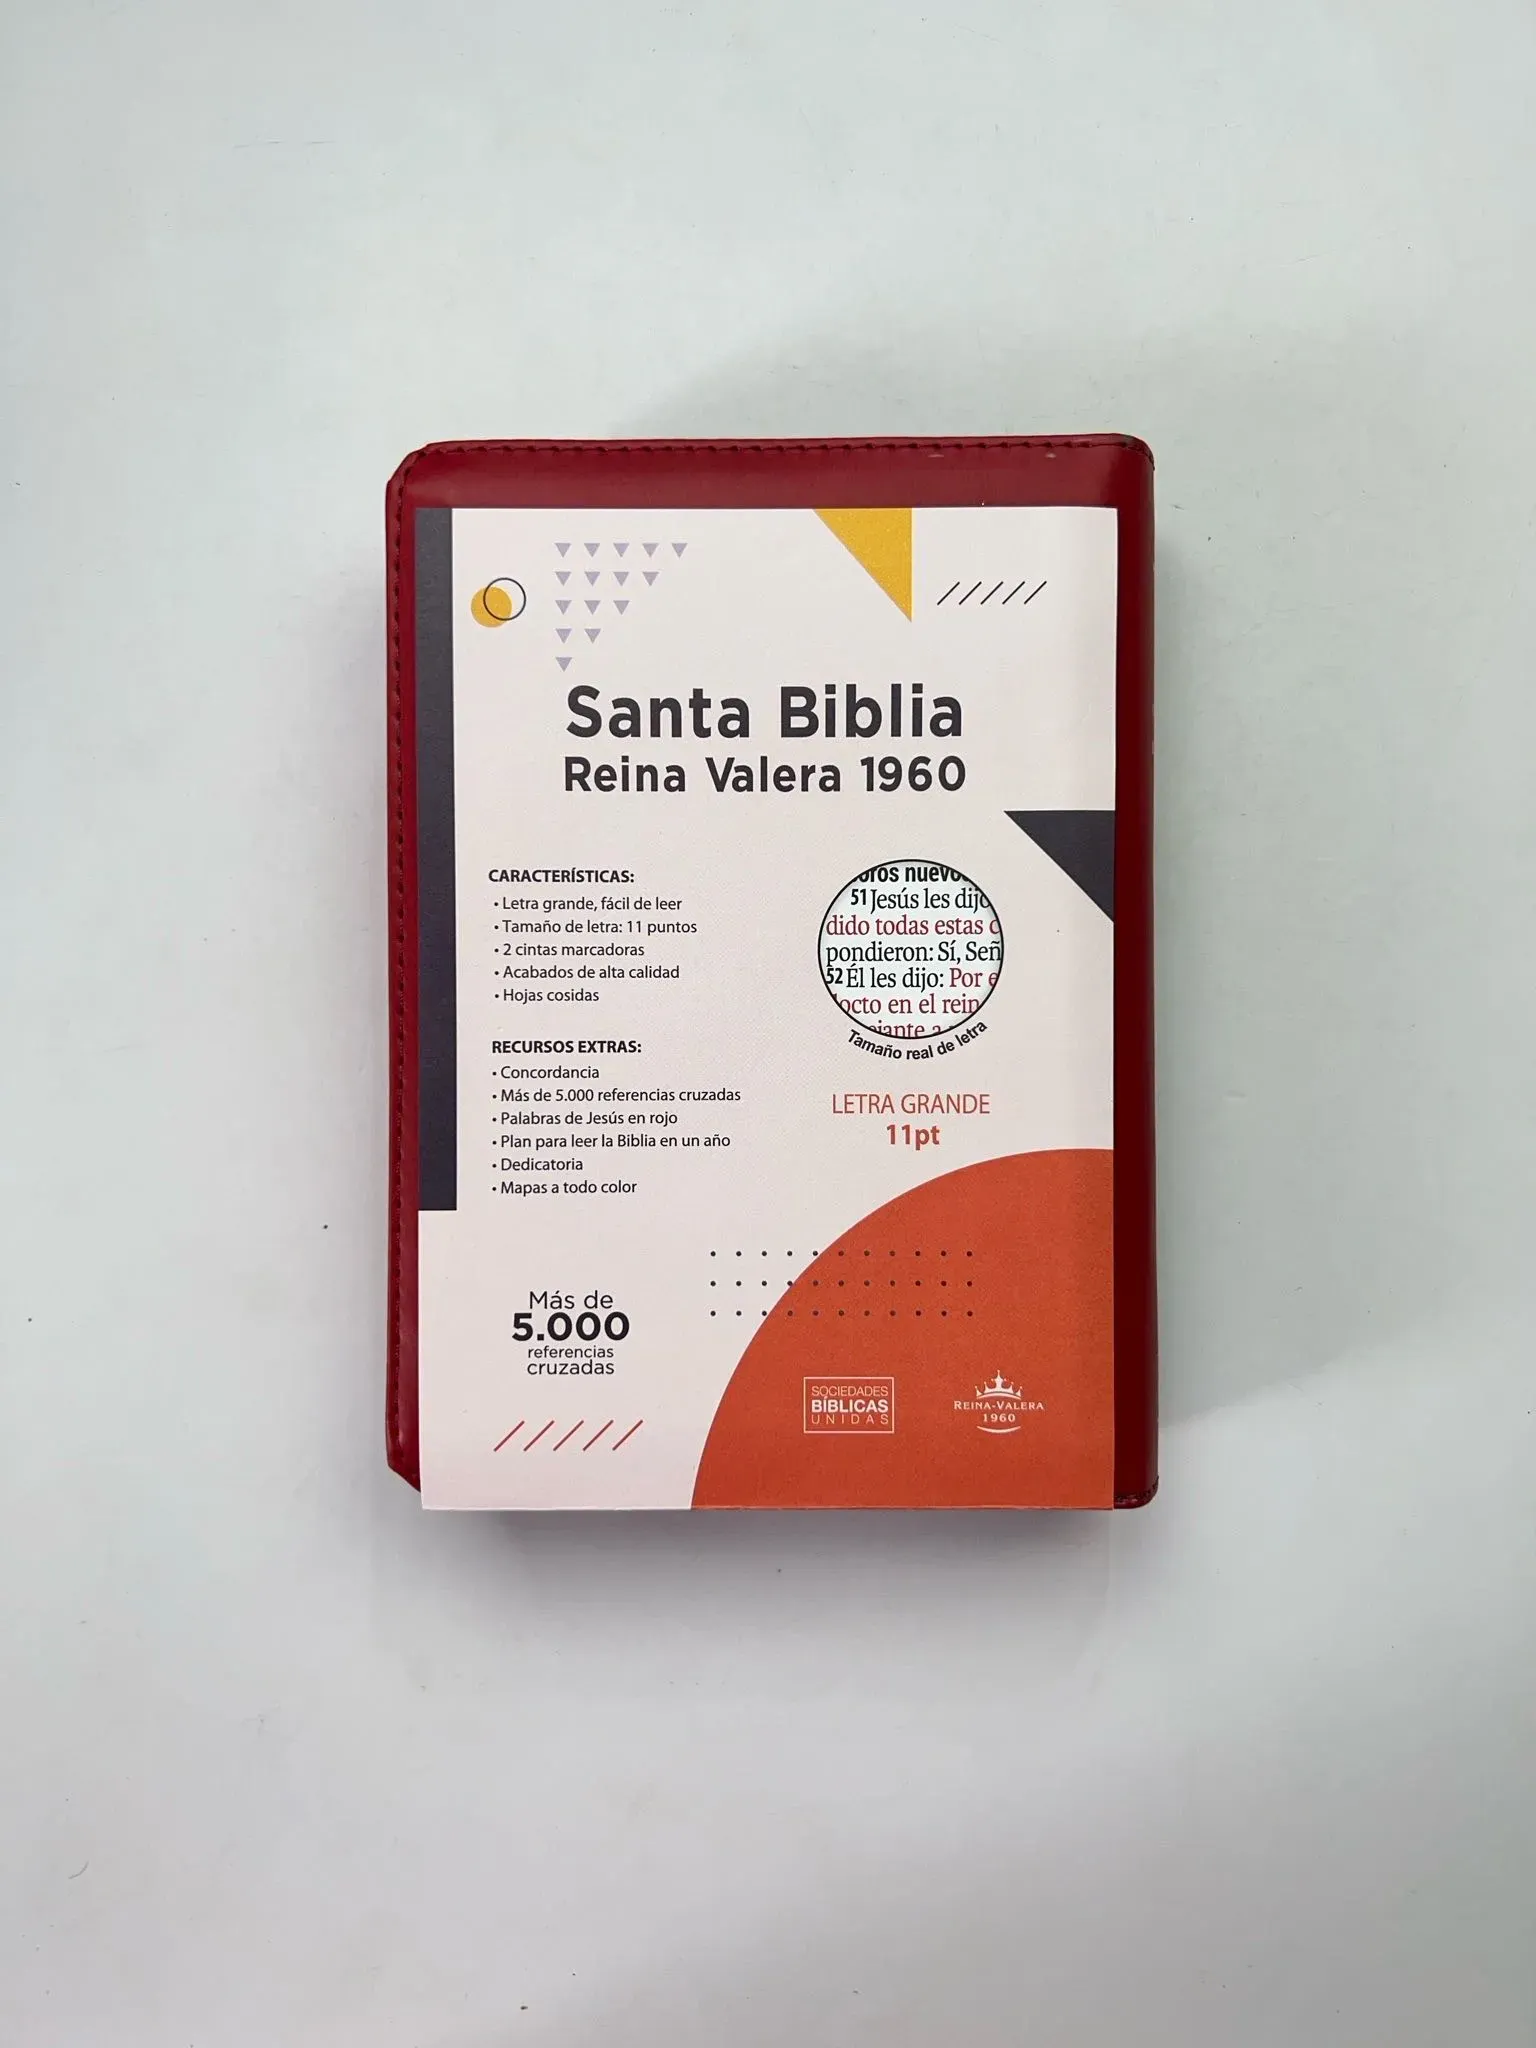 Santa Biblia
Reina Valera 1960
CARACTERÍSTICAS:
• Letra grande, fácil de leer
• Tamaño de letra: 11 puntos
• 2 cintas marcadoras
• Acabados de alta calidad
• Hojas cosidas
RECURSOS EXTRAS:
• Concordancia
• Más de 5.000 referencias cruzadas
• Palabras de Jesús en rojo
• Plan para leer la Biblia en un año
• Dedicatoria
• Mapas a todo color
51 Jesús les dijo
dido todas estas c
pondieron: Sí, Señ
52 Él les dijo: Por e
octo en el rein
Tamaño real de letra
LETRA GRANDE
11pt
Más de
5.000
referencias
cruzadas
SOCIEDADES
BÍBLICAS
UNIDAS
REINA-VALERA
1960